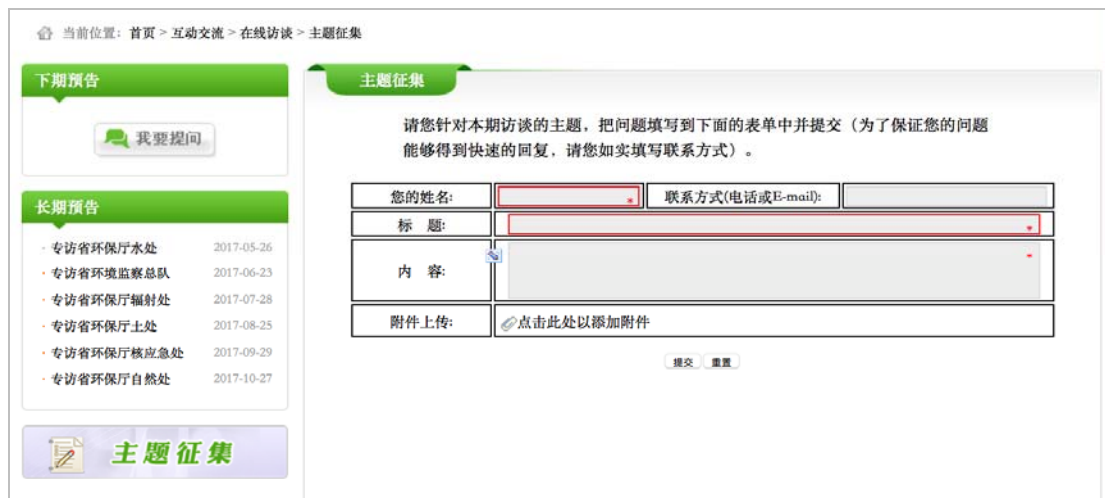 当前位置：首页 > 互动交流 > 在线访谈 > 主题征集
下期预告
我要提问
长期预告
· 专访省环保厅水处 2017-05-26
· 专访省环境监察总队 2017-06-23
· 专访省环保厅辐射处 2017-07-28
· 专访省环保厅土处 2017-08-25
· 专访省环保厅核应急处 2017-09-29
· 专访省环保厅自然处 2017-10-27
主题征集
主题征集
请您针对本期访谈的主题，把问题填写到下面的表单中并提交（为了保证您的问题
能够得到快速的回复，请您如实填写联系方式）。
您的姓名: * 联系方式(电话或E-mail):
标 题: *
内 容: *
附件上传: 点击此处以添加附件
提交 重置